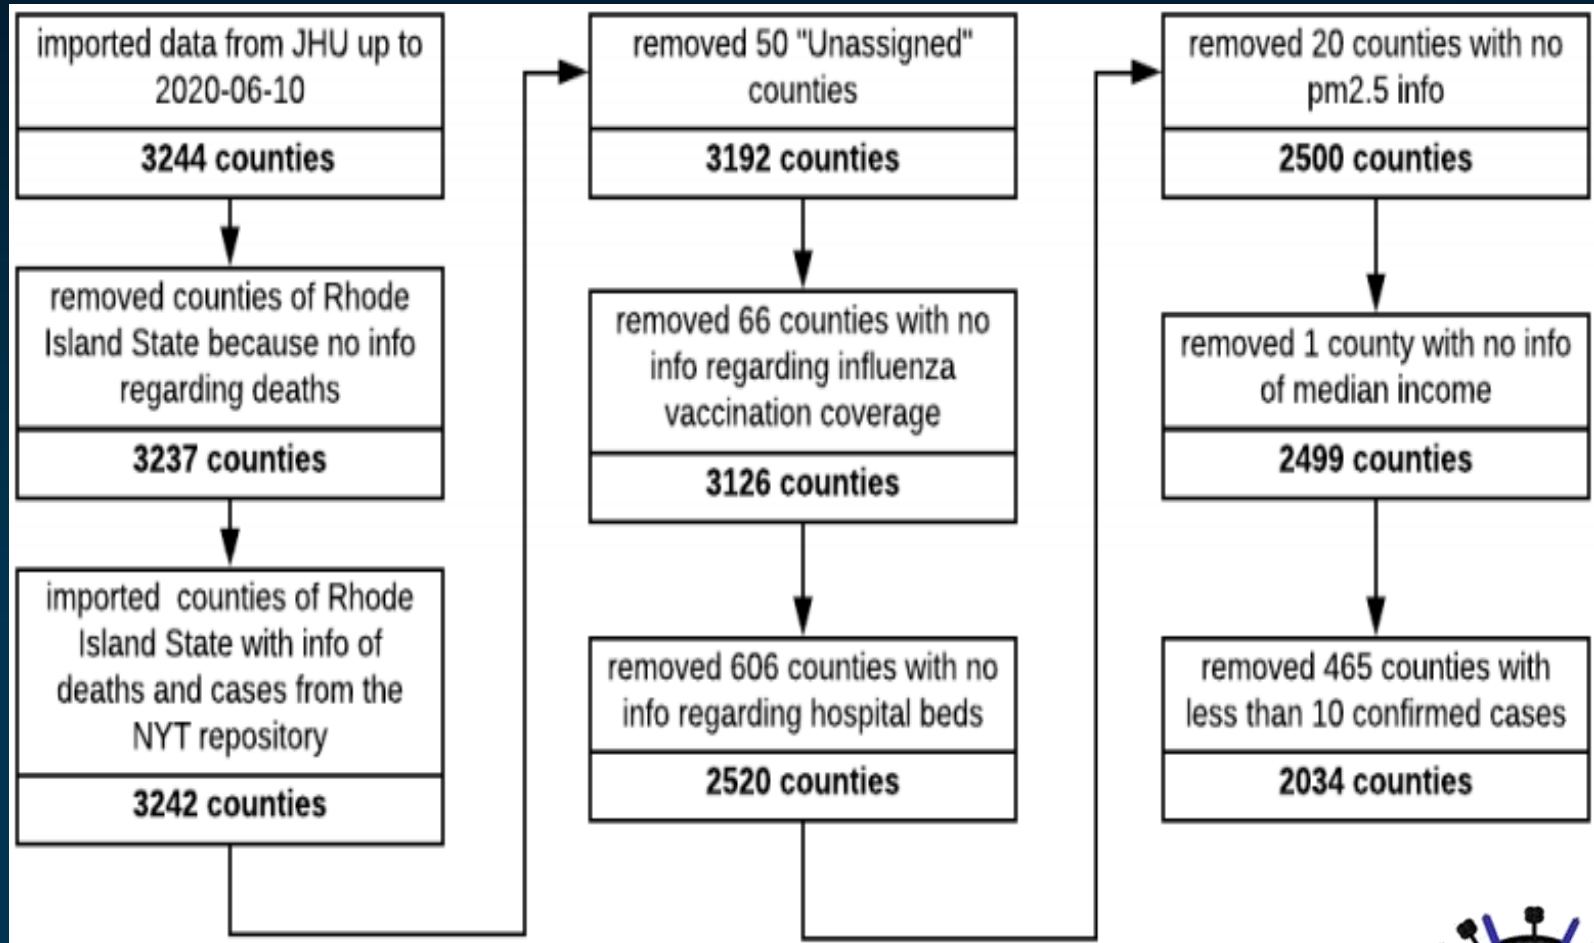 imported data from JHU up to
2020-06-10
3244 counties
removed counties of Rhode
Island State because no info
regarding deaths
3237 counties
imported counties of Rhode
Island State with info of
deaths and cases from the
NYT repository
3242 counties
removed 50 "Unassigned"
counties
3192 counties
removed 66 counties with no
info regarding influenza
vaccination coverage
3126 counties
removed 606 counties with no
info regarding hospital beds
2520 counties
removed 20 counties with no
pm2.5 info
2500 counties
removed 1 county with no info
of median income
2499 counties
removed 465 counties with
less than 10 confirmed cases
2034 counties